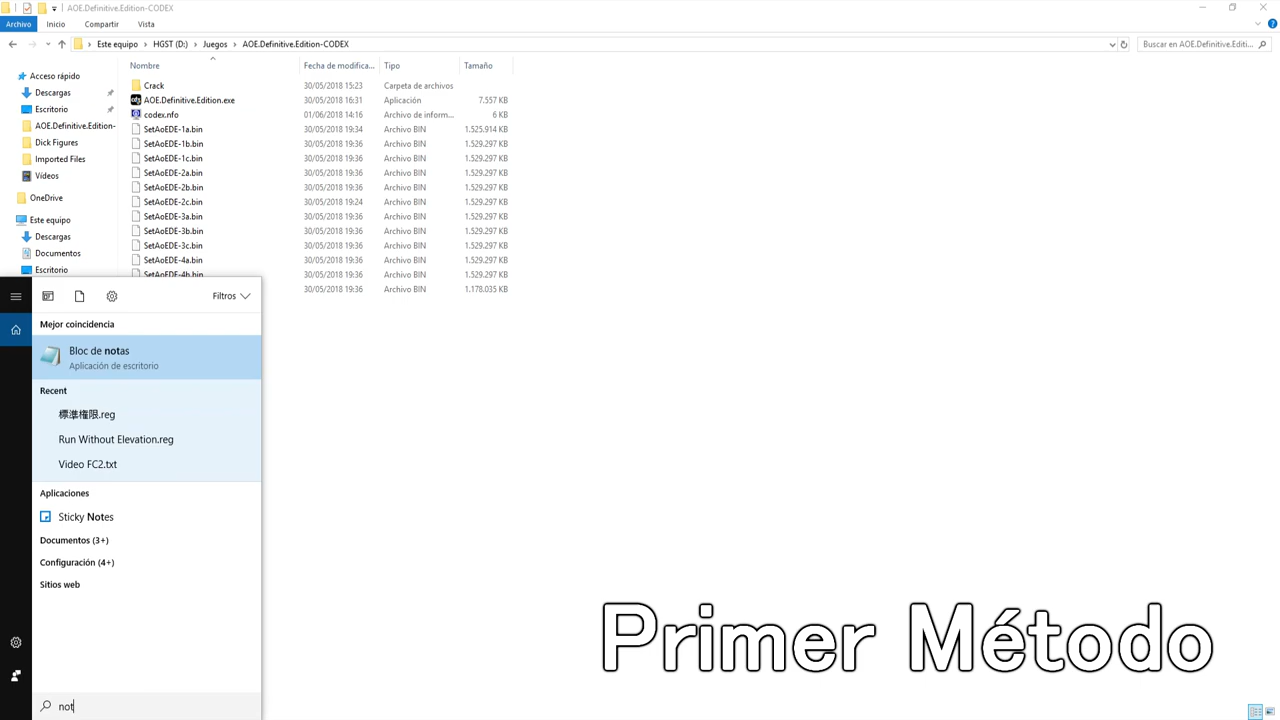 AOE.Definitive.Edition-CODEX
Archivo Inicio Compartir Vista
Este equipo HGST (D:) Juegos AOE.Definitive.Edition-CODEX
Buscar en AOE.Definitive.Editi...
Nombre Fecha de modifica... Tipo Tamaño
Acceso rápido
Descargas
Escritorio
AOE.Definitive.Edition-
Dick Figures
Imported Files
Vídeos
OneDrive
Este equipo
Descargas
Documentos
Escritorio
Crack 30/05/2018 15:23 Carpeta de archivos
AOE.Definitive.Edition.exe 30/05/2018 16:31 Aplicación 7.557 KB
codex.nfo 01/06/2018 14:16 Archivo de inform... 6 KB
SetAoEDE-1a.bin 30/05/2018 19:34 Archivo BIN 1.525.914 KB
SetAoEDE-1b.bin 30/05/2018 19:36 Archivo BIN 1.529.297 KB
SetAoEDE-1c.bin 30/05/2018 19:36 Archivo BIN 1.529.297 KB
SetAoEDE-2a.bin 30/05/2018 19:36 Archivo BIN 1.529.297 KB
SetAoEDE-2b.bin 30/05/2018 19:36 Archivo BIN 1.529.297 KB
SetAoEDE-2c.bin 30/05/2018 19:24 Archivo BIN 1.529.297 KB
SetAoEDE-3a.bin 30/05/2018 19:36 Archivo BIN 1.529.297 KB
SetAoEDE-3b.bin 30/05/2018 19:36 Archivo BIN 1.529.297 KB
SetAoEDE-3c.bin 30/05/2018 19:36 Archivo BIN 1.529.297 KB
SetAoEDE-4a.bin 30/05/2018 19:36 Archivo BIN 1.529.297 KB
SetAoEDE-4b.bin 30/05/2018 19:36 Archivo BIN 1.529.297 KB
30/05/2018 19:36 Archivo BIN 1.178.035 KB
Filtros
Mejor coincidencia
Bloc de notas
Aplicación de escritorio
Recent
標準権限.reg
Run Without Elevation.reg
Video FC2.txt
Aplicaciones
Sticky Notes
Documentos (3+)
Configuración (4+)
Sitios web
not
Primer Método